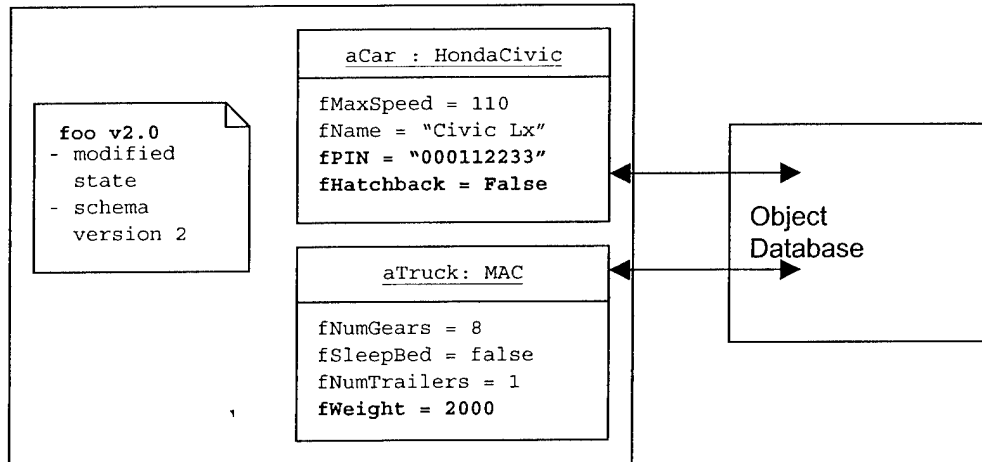 foo v2.0
- modified
state
- schema
version 2
aCar : HondaCivic
fMaxSpeed = 110
fName = “Civic Lx”
fPIN = “000112233”
fHatchback = False
aTruck: MAC
fNumGears = 8
fSleepBed = false
fNumTrailers = 1
fWeight = 2000
Object
Database